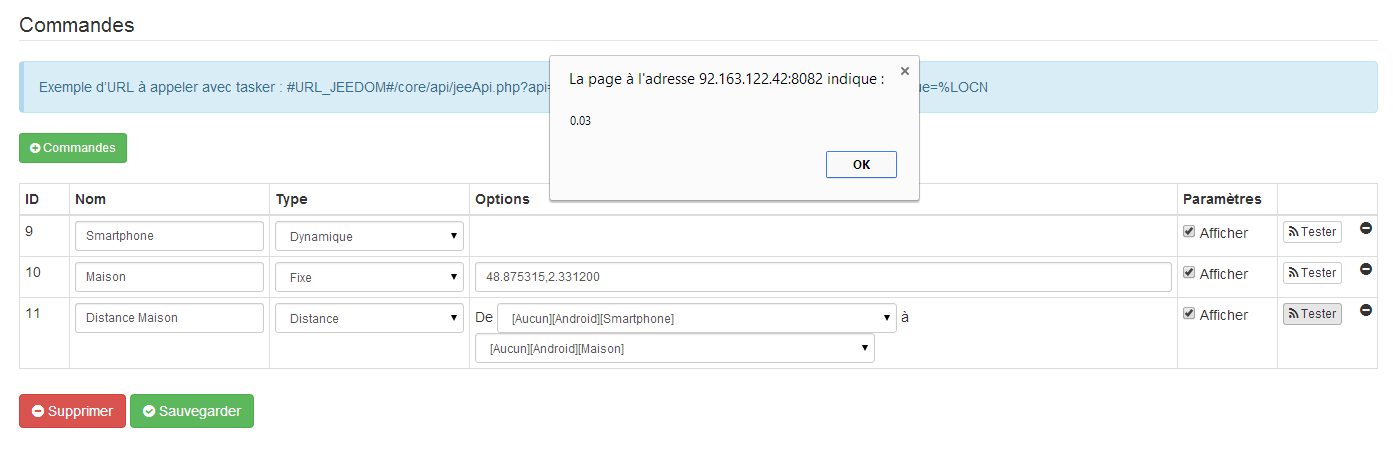 Commandes
La page à l'adresse 92.163.122.42:8082 indique :
0.03
OK
Exemple d'URL à appeler avec tasker : #URL_JEEDOM#/core/api/jeeApi.php?api= ue=%LOCN
Commandes
ID Nom Type Options Paramètres
9 Smartphone Dynamique Afficher Tester
10 Maison Fixe 48.875315,2.331200 Afficher Tester
11 Distance Maison Distance De [Aucun][Android][Smartphone] à Afficher Tester
[Aucun][Android][Maison]
Supprimer Sauvegarder